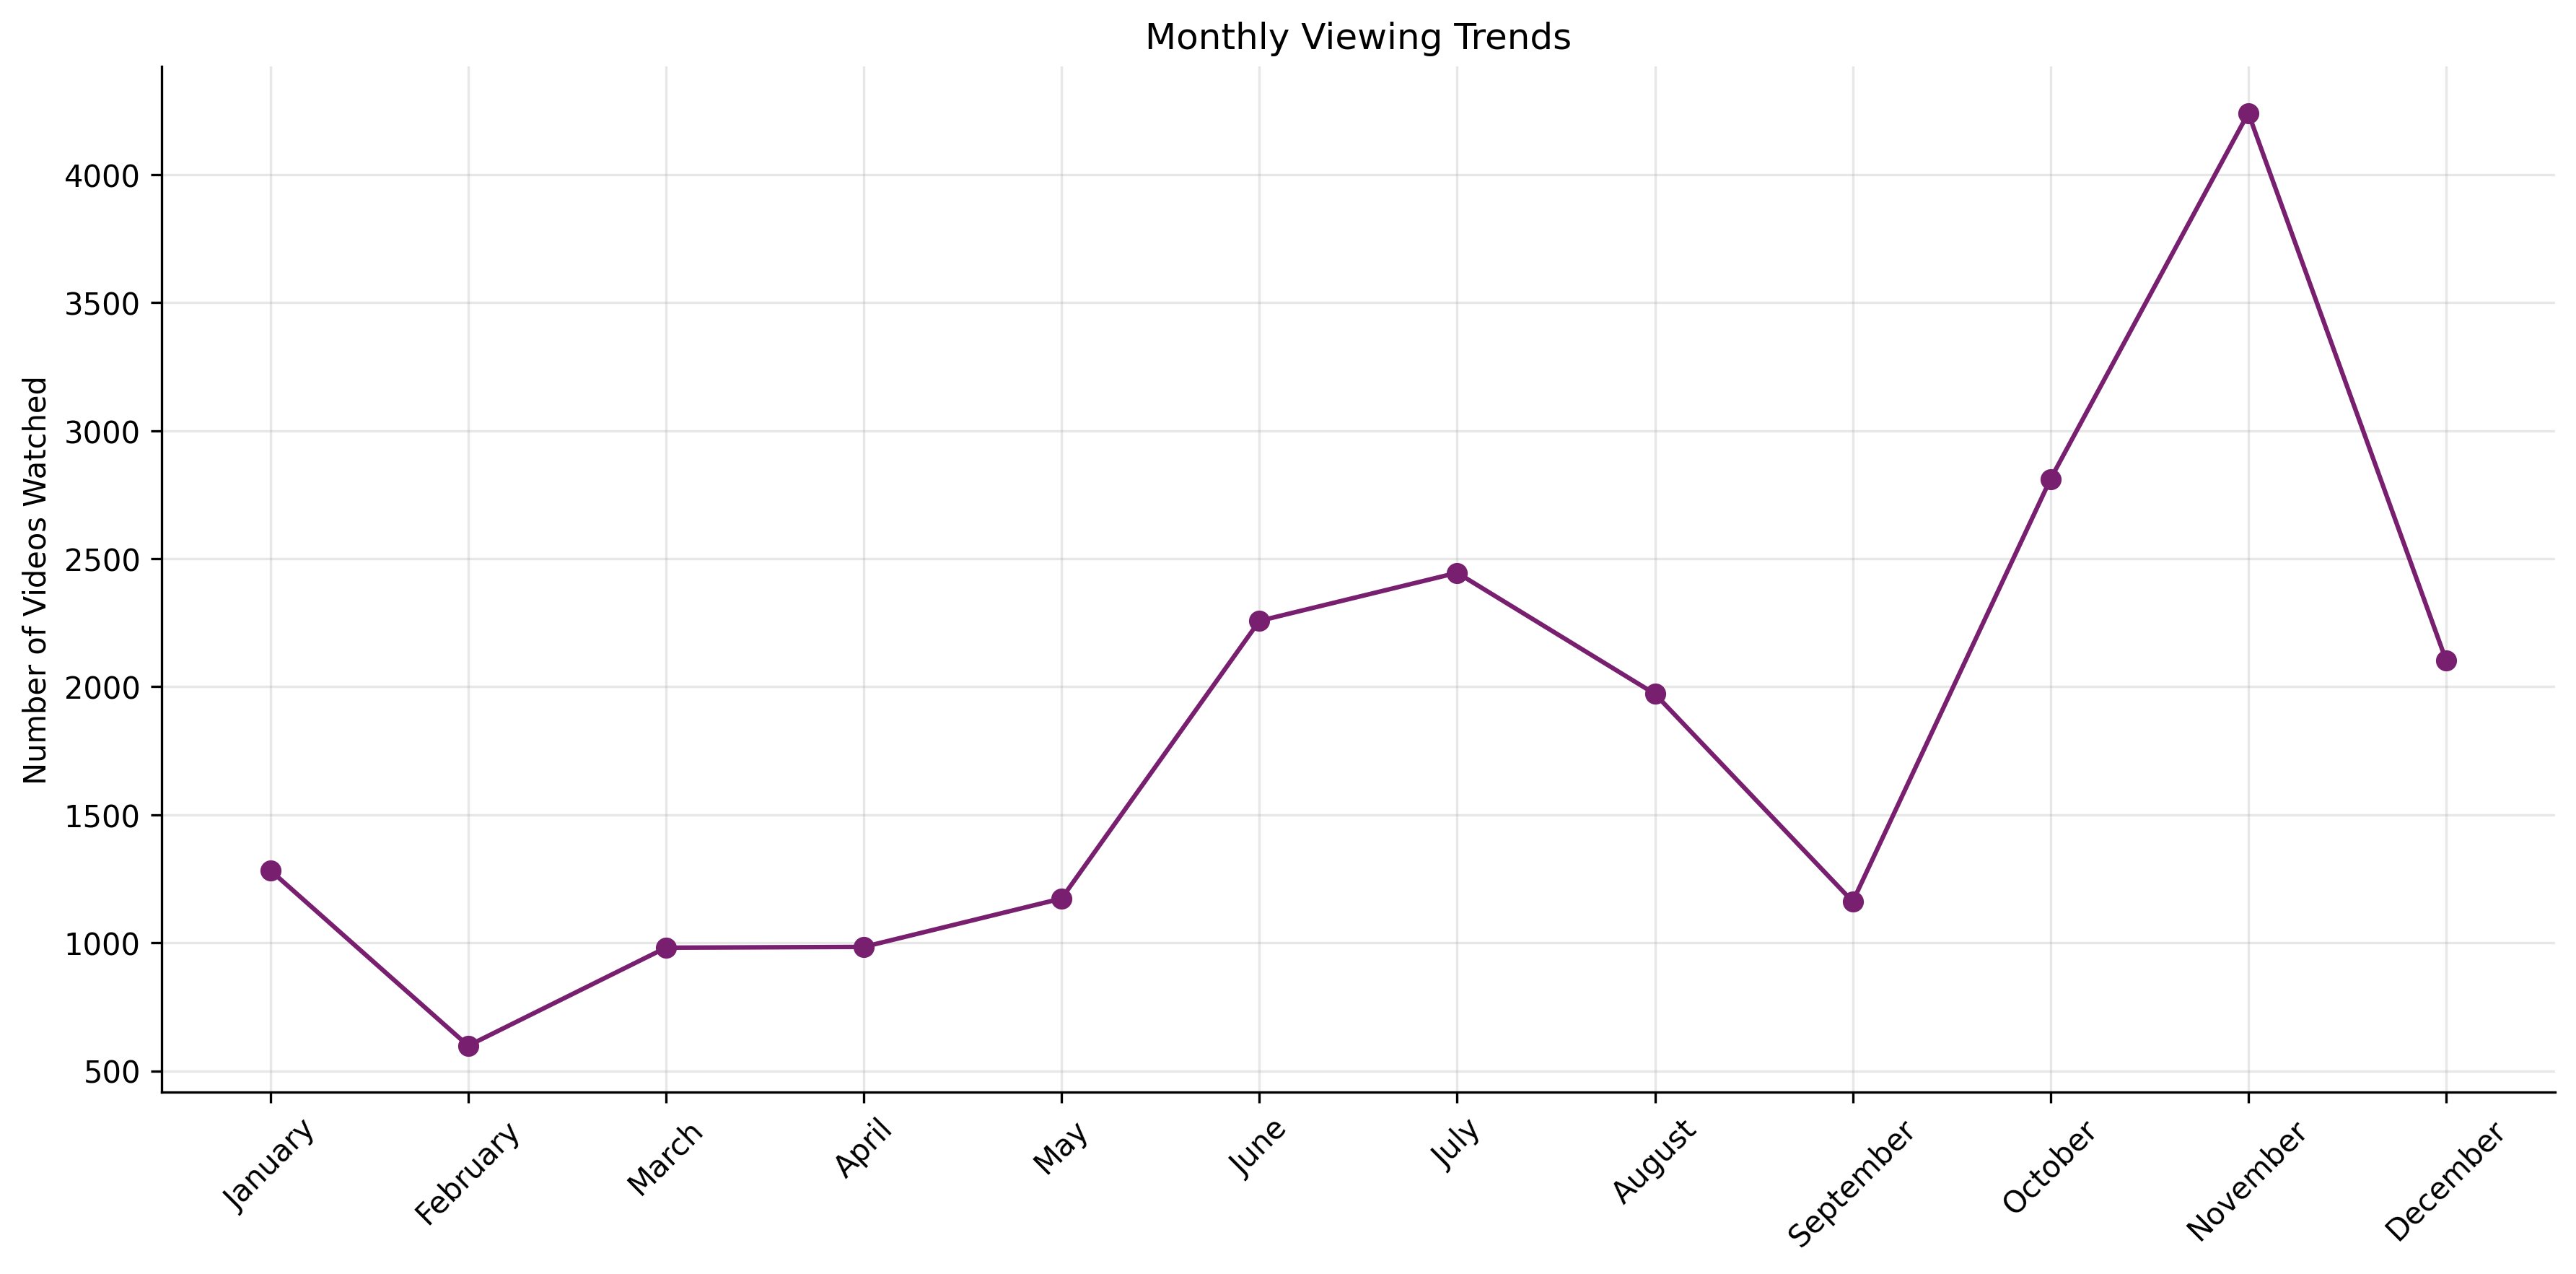 Monthly Viewing Trends
Number of Videos Watched
4000
3500
3000
2500
2000
1500
1000
500
January
February
March
April
May
June
July
August
September
October
November
December